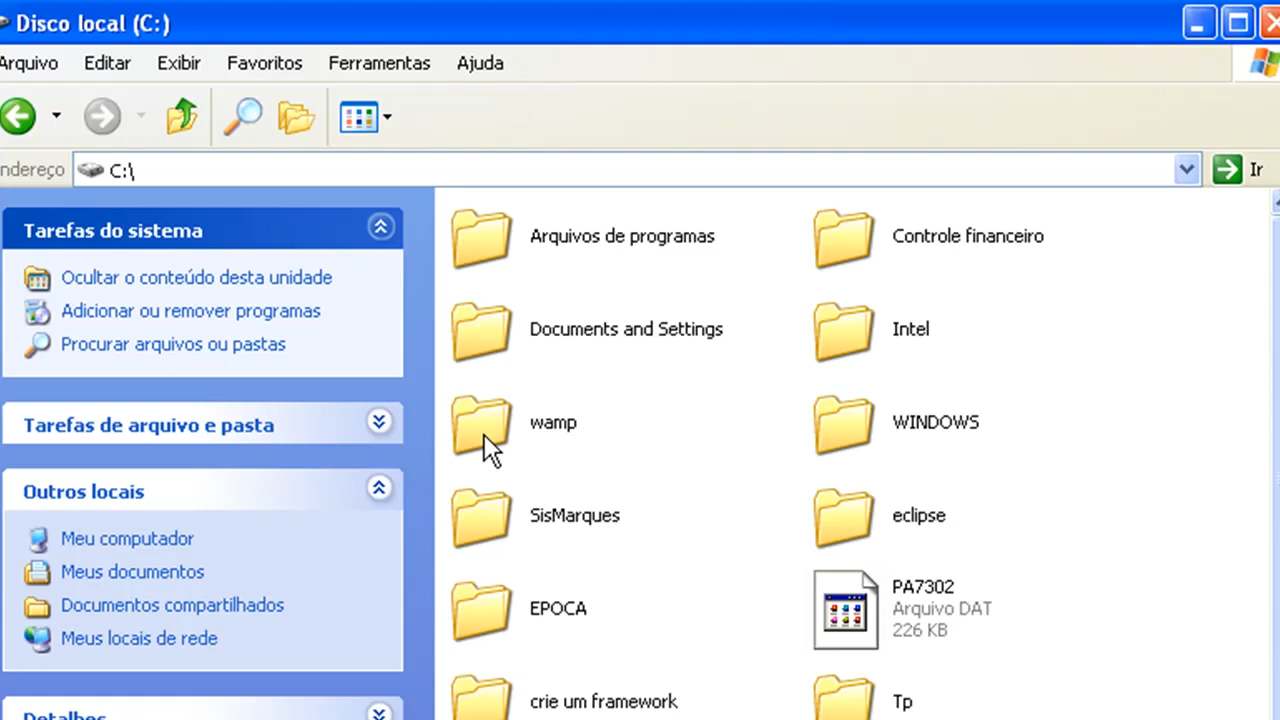 Disco local (C:)
Arquivo Editar Exibir Favoritos Ferramentas Ajuda
ndereço C:\ Ir
Tarefas do sistema
Ocultar o conteúdo desta unidade
Adicionar ou remover programas
Procurar arquivos ou pastas
Tarefas de arquivo e pasta
Outros locais
Meu computador
Meus documentos
Documentos compartilhados
Meus locais de rede
Detalhes
Arquivos de programas
Controle financeiro
Documents and Settings
Intel
wamp
WINDOWS
SisMarques
eclipse
EPOCA
PA7302
Arquivo DAT
226 KB
crie um framework
Tp